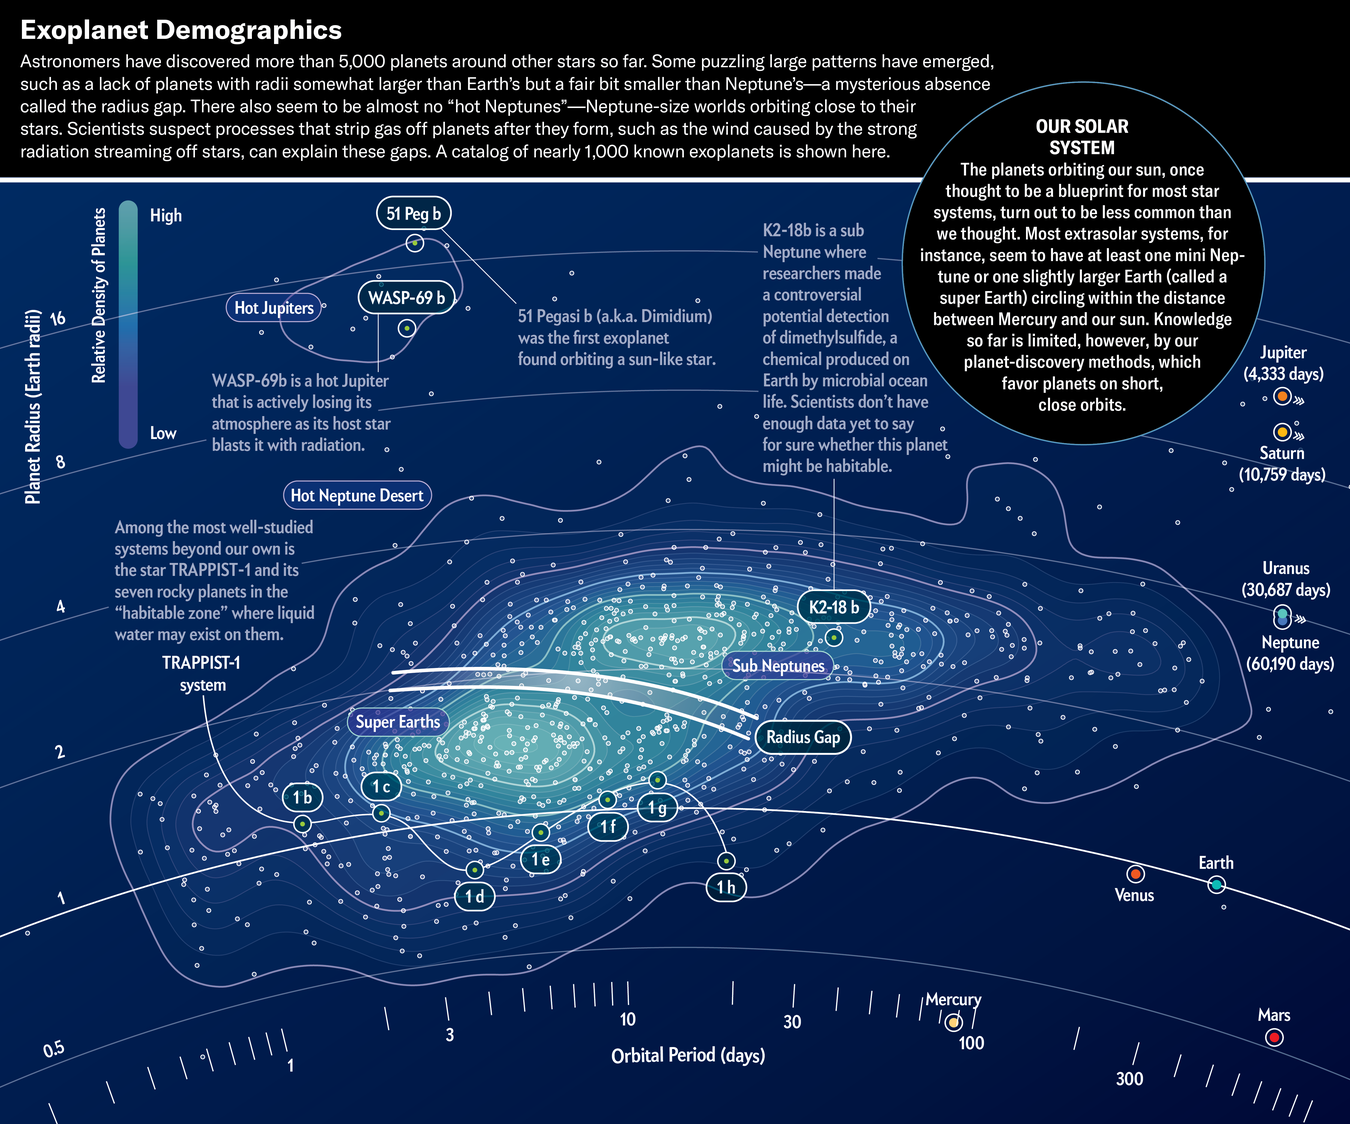 Exoplanet Demographics
Astronomers have discovered more than 5,000 planets around other stars so far. Some puzzling large patterns have emerged,
such as a lack of planets with radii somewhat larger than Earth’s but a fair bit smaller than Neptune’s—a mysterious absence
called the radius gap. There also seem to be almost no “hot Neptunes”—Neptune-size worlds orbiting close to their
stars. Scientists suspect processes that strip gas off planets after they form, such as the wind caused by the strong
radiation streaming off stars, can explain these gaps. A catalog of nearly 1,000 known exoplanets is shown here.
OUR SOLAR
SYSTEM
The planets orbiting our sun, once
thought to be a blueprint for most star
systems, turn out to be less common than
we thought. Most extrasolar systems, for
instance, seem to have at least one mini Nep-
tune or one slightly larger Earth (called a
super Earth) circling within the distance
between Mercury and our sun. Knowledge
so far is limited, however, by our
planet-discovery methods, which
favor planets on short,
close orbits.
Planet Radius (Earth radii)
16
8
4
2
1
0.5
Relative Density of Planets
High
Low
51 Peg b
WASP-69 b
Hot Jupiters
51 Pegasi b (a.k.a. Dimidium)
was the first exoplanet
found orbiting a sun-like star.
WASP-69b is a hot Jupiter
that is actively losing its
atmosphere as its host star
blasts it with radiation.
K2-18b is a sub
Neptune where
researchers made
a controversial
potential detection
of dimethylsulfide, a
chemical produced on
Earth by microbial ocean
life. Scientists don’t have
enough data yet to say
for sure whether this planet
might be habitable.
Jupiter
(4,333 days)
Saturn
(10,759 days)
Hot Neptune Desert
Among the most well-studied
systems beyond our own is
the star TRAPPIST-1 and its
seven rocky planets in the
“habitable zone” where liquid
water may exist on them.
TRAPPIST-1
system
Uranus
(30,687 days)
Neptune
(60,190 days)
K2-18 b
Sub Neptunes
Super Earths
Radius Gap
1 b
1 c
1 d
1 e
1 f
1 g
1 h
Venus
Earth
Mercury
Mars
1
3
10
30
100
300
Orbital Period (days)